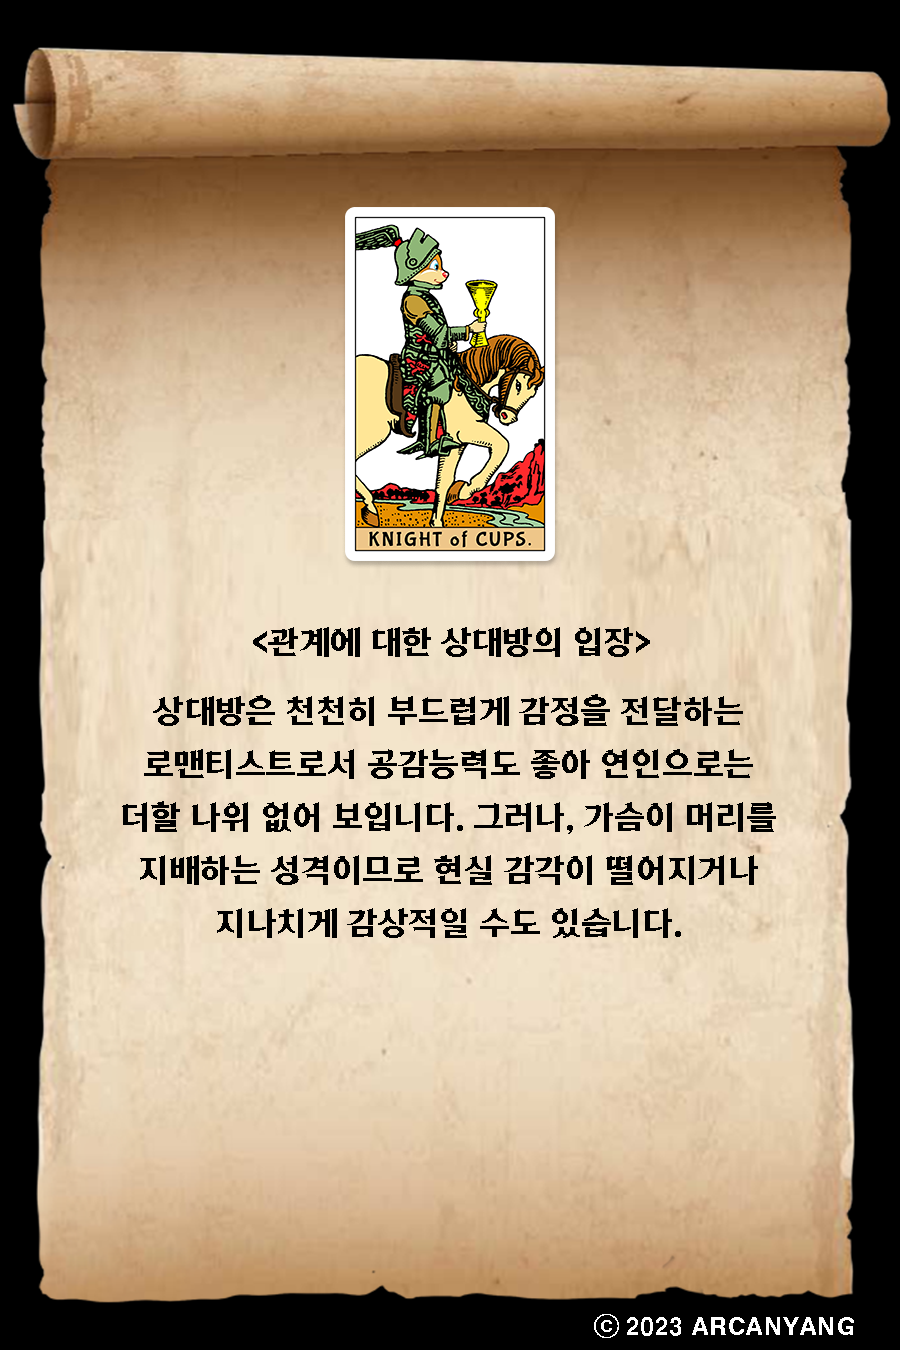 KNIGHT of CUPS.
<관계에 대한 상대방의 입장>
상대방은 천천히 부드럽게 감정을 전달하는
로맨티스트로서 공감능력도 좋아 연인으로는
더할 나위 없어 보입니다. 그러나, 가슴이 머리를
지배하는 성격이므로 현실 감각이 떨어지거나
지나치게 감상적일 수도 있습니다.
ⓒ 2023 ARCANYANG